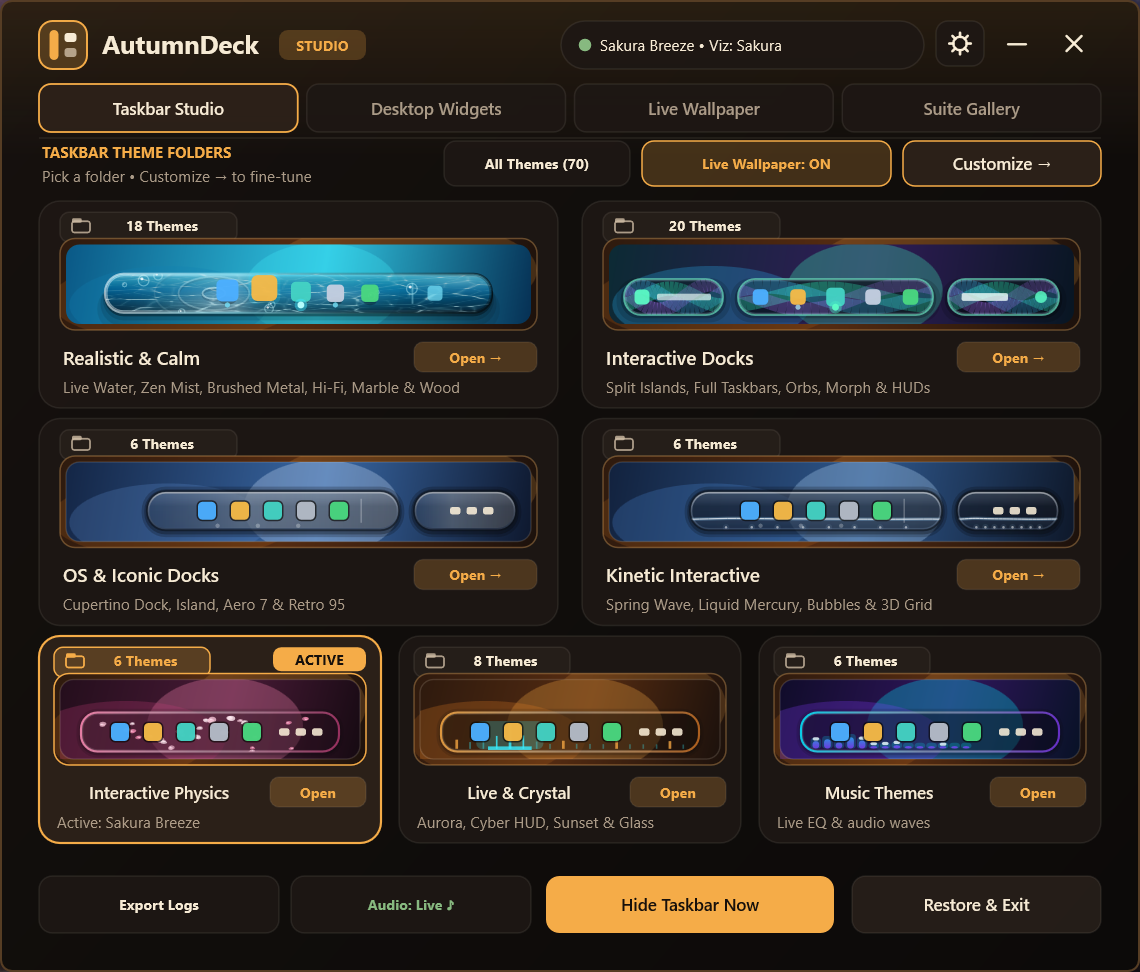 AutumnDeck
STUDIO
Sakura Breeze • Viz: Sakura
Taskbar Studio
Desktop Widgets
Live Wallpaper
Suite Gallery
TASKBAR THEME FOLDERS
Pick a folder • Customize → to fine-tune
All Themes (70)
Live Wallpaper: ON
Customize →
18 Themes
Realistic & Calm
Open →
Live Water, Zen Mist, Brushed Metal, Hi-Fi, Marble & Wood
20 Themes
Interactive Docks
Open →
Split Islands, Full Taskbars, Orbs, Morph & HUDs
6 Themes
OS & Iconic Docks
Open →
Cupertino Dock, Island, Aero 7 & Retro 95
6 Themes
Kinetic Interactive
Open →
Spring Wave, Liquid Mercury, Bubbles & 3D Grid
6 Themes
ACTIVE
Interactive Physics
Open
Active: Sakura Breeze
8 Themes
Live & Crystal
Open
Aurora, Cyber HUD, Sunset & Glass
6 Themes
Music Themes
Open
Live EQ & audio waves
Export Logs
Audio: Live ♪
Hide Taskbar Now
Restore & Exit